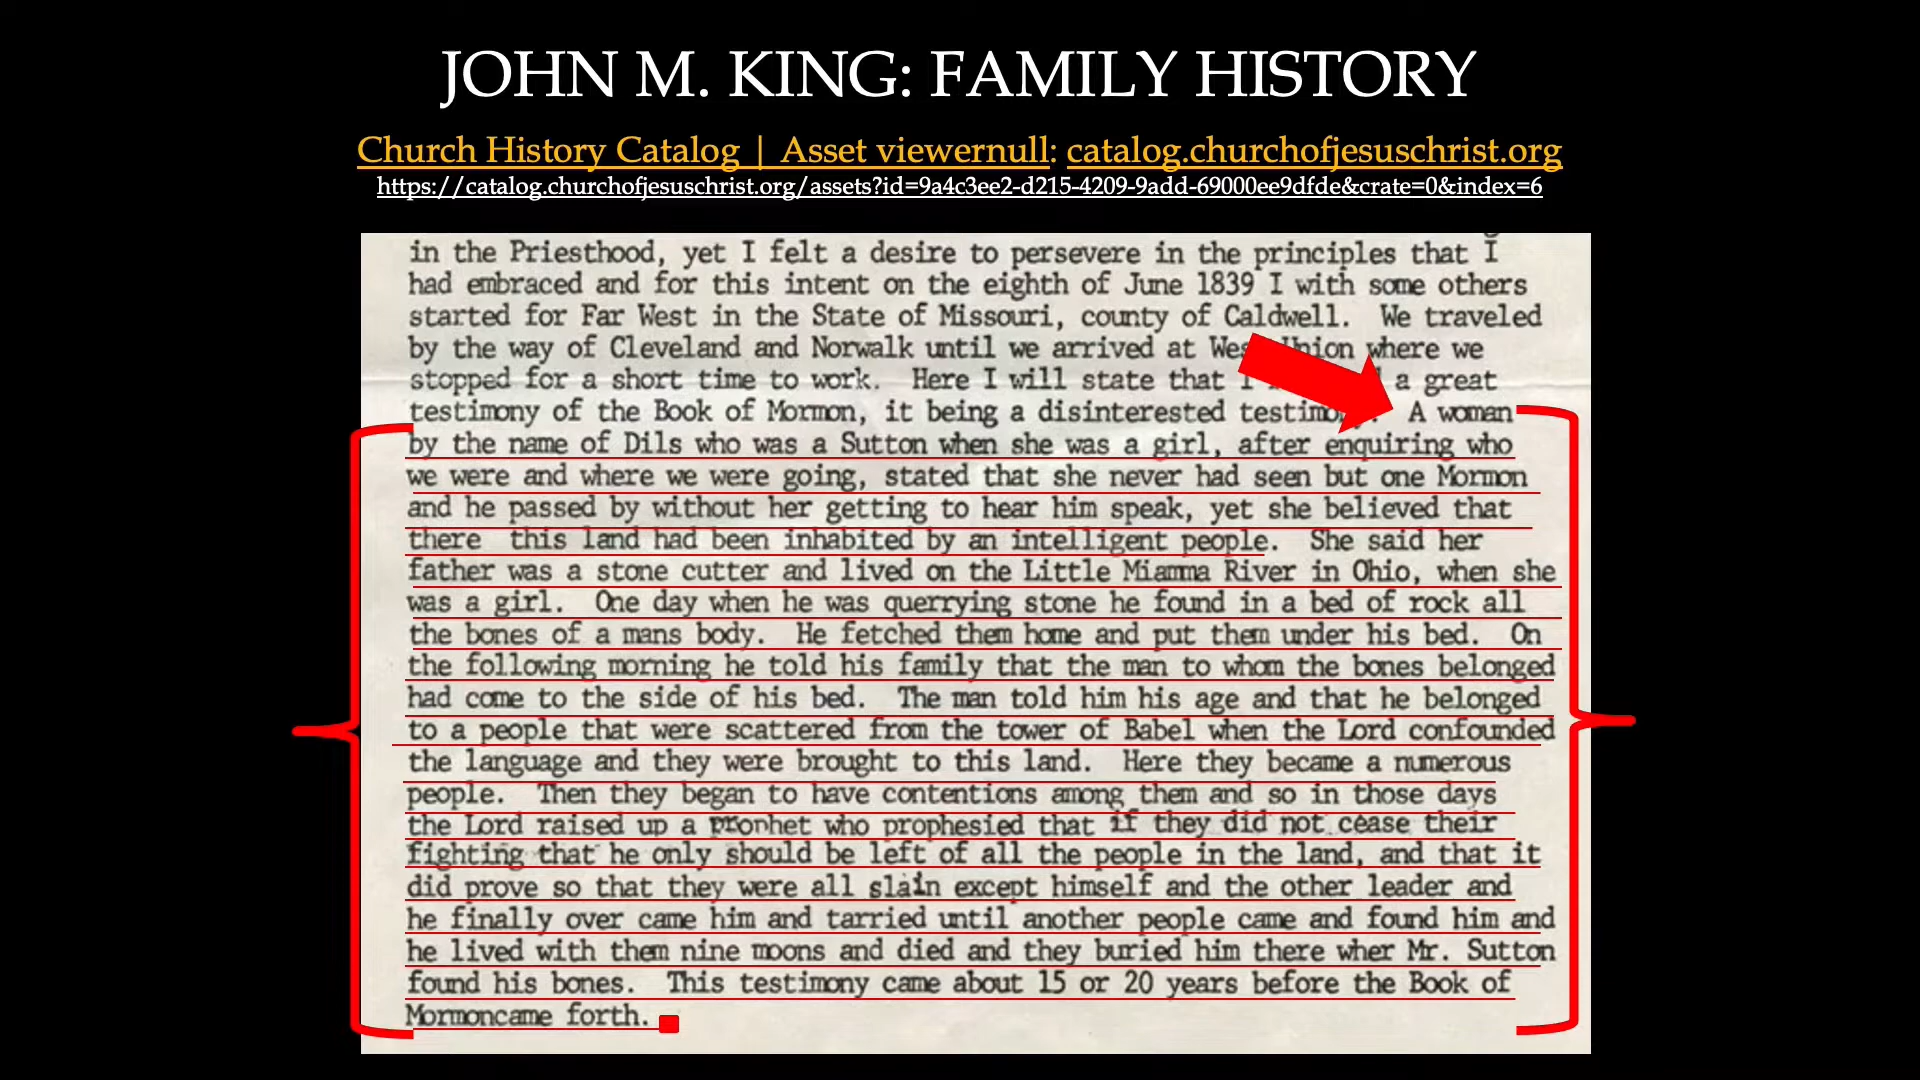 JOHN M. KING: FAMILY HISTORY
Church History Catalog | Asset viewernull: catalog.churchofjesuschrist.org
https://catalog.churchofjesuschrist.org/assets?id=9a4c3ee2-d215-4209-9add-69000ee9dfde&crate=0&index=6
in the Priesthood, yet I felt a desire to persevere in the principles that I
had embraced and for this intent on the eighth of June 1839 I with some others
started for Far West in the State of Missouri, county of Caldwell. We traveled
by the way of Cleveland and Norwalk until we arrived at West Union where we
stopped for a short time to work. Here I will state that I a great
testimony of the Book of Mormon, it being a disinterested testimony. A woman
by the name of Dils who was a Sutton when she was a girl, after enquiring who
we were and where we were going, stated that she never had seen but one Mormon
and he passed by without her getting to hear him speak, yet she believed that
there this land had been inhabited by an intelligent people. She said her
father was a stone cutter and lived on the Little Miamma River in Ohio, when she
was a girl. One day when he was querrying stone he found in a bed of rock all
the bones of a mans body. He fetched them home and put them under his bed. On
the following morning he told his family that the man to whom the bones belonged
had come to the side of his bed. The man told him his age and that he belonged
to a people that were scattered from the tower of Babel when the Lord confounded
the language and they were brought to this land. Here they became a numerous
people. Then they began to have contentions among them and so in those days
the Lord raised up a prophet who prophesied that if they did not cease their
fighting that he only should be left of all the people in the land, and that it
did prove so that they were all slain except himself and the other leader and
he finally over came him and tarried until another people came and found him and
he lived with them nine moons and died and they buried him there wher Mr. Sutton
found his bones. This testimony came about 15 or 20 years before the Book of
Mormoncame forth.